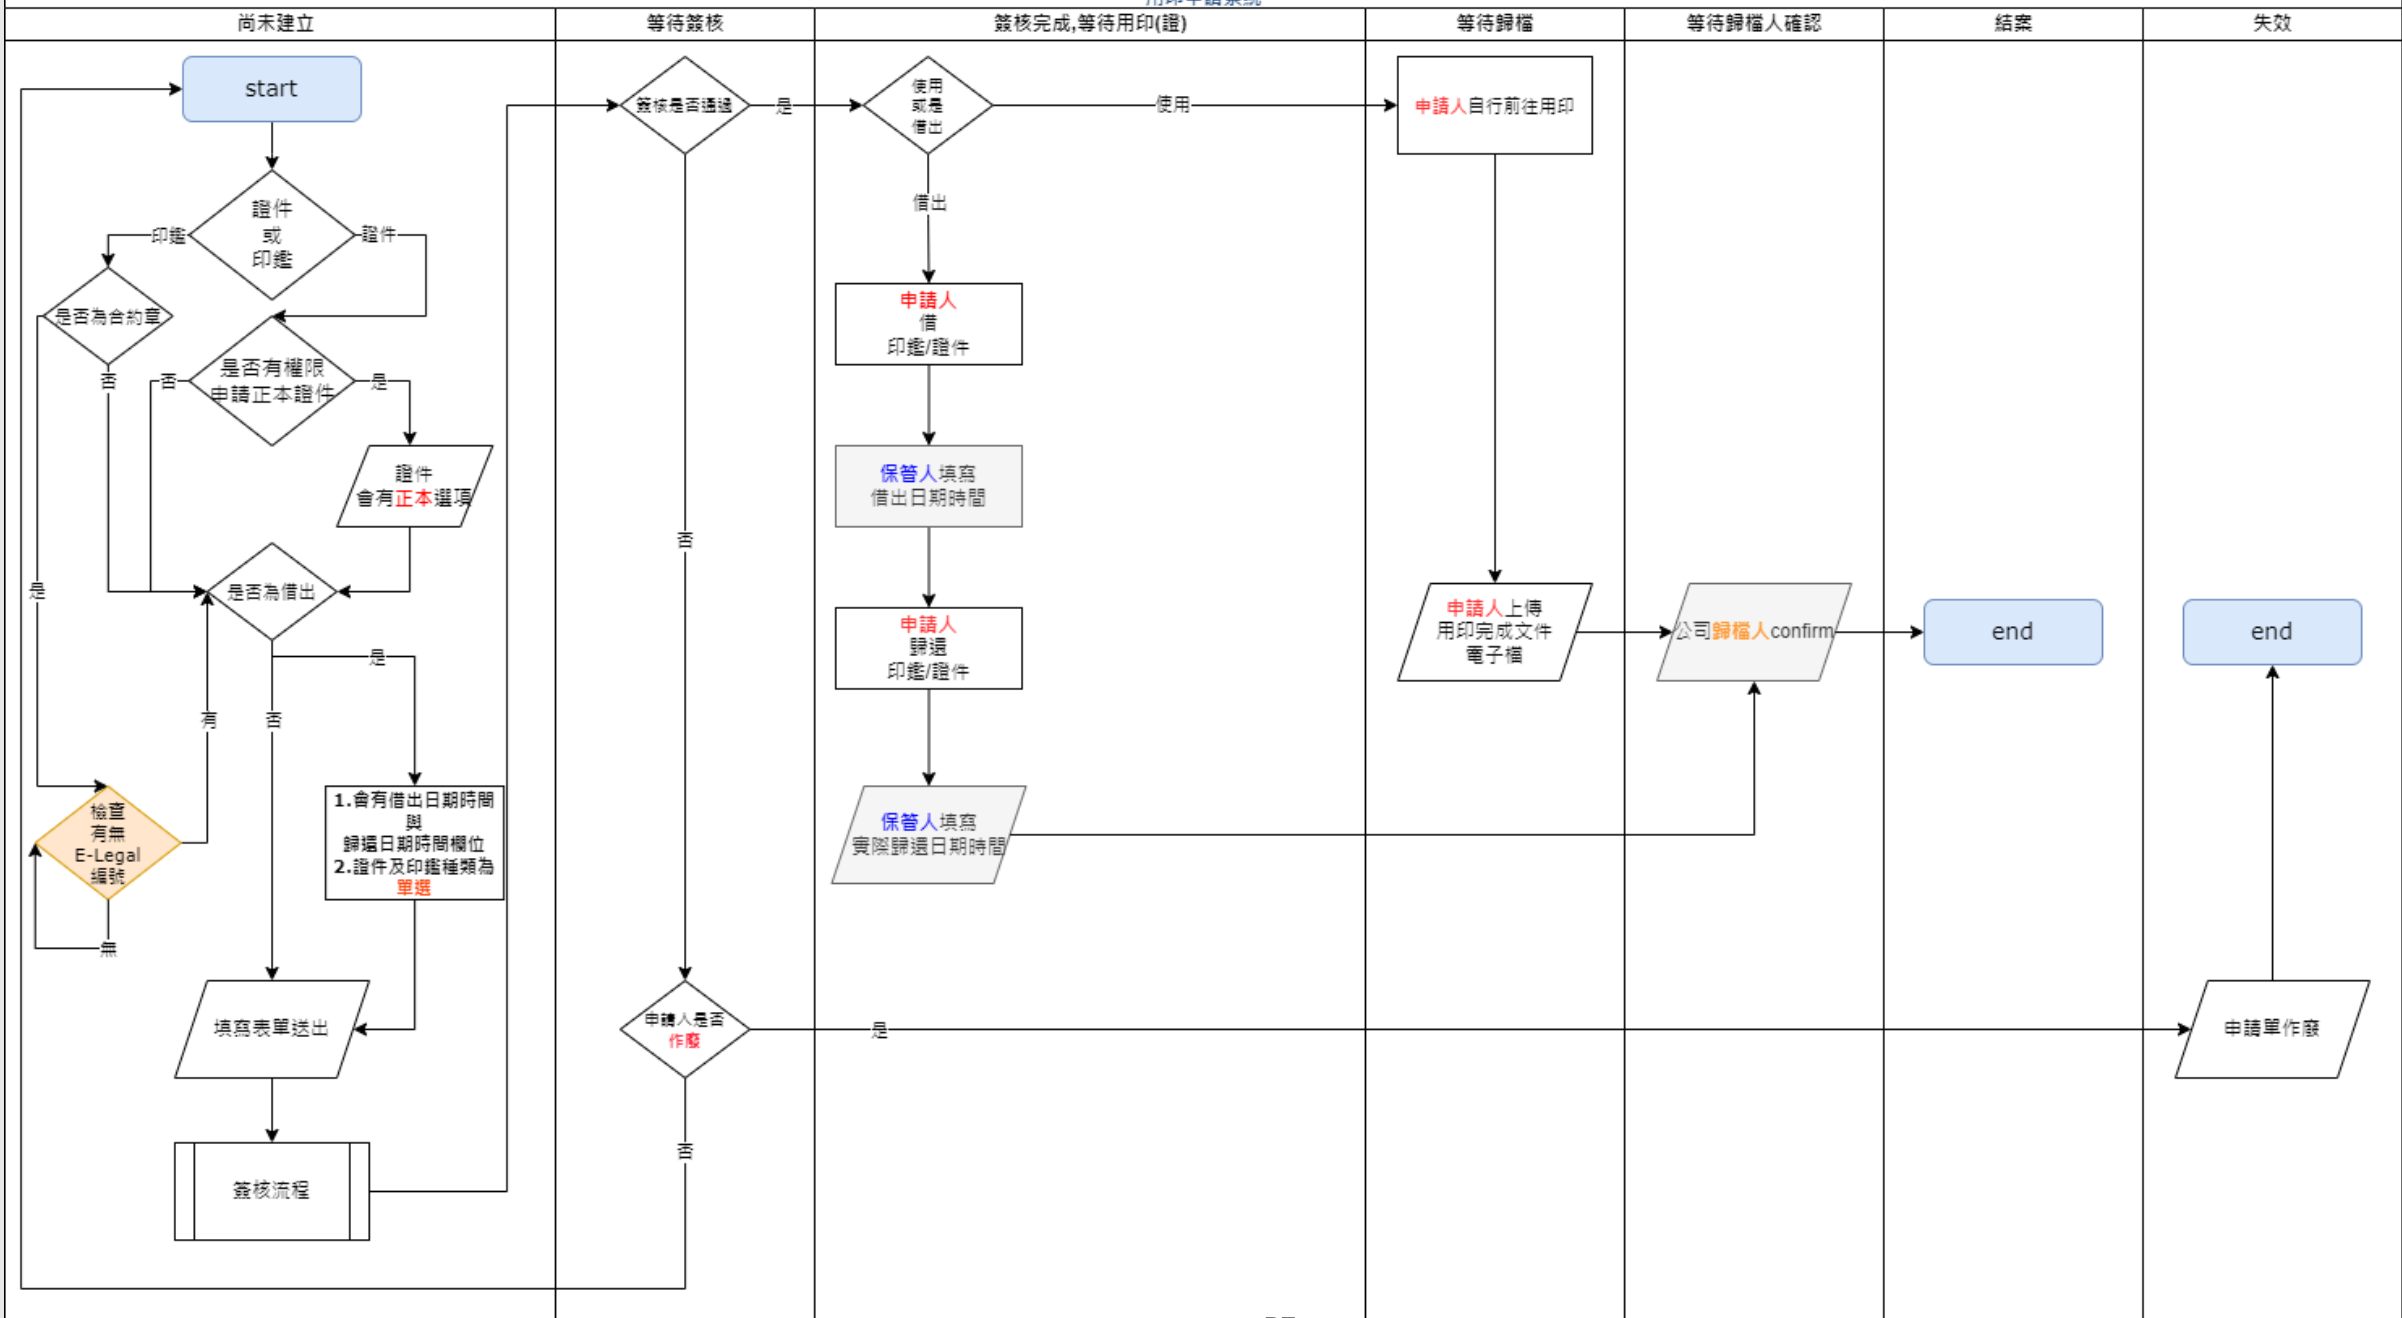 用印申請系統
尚未建立
等待簽核
簽核完成,等待用印(證)
等待歸檔
等待歸檔人確認
結案
失效
start
證件
或
印鑑
印鑑
證件
是否為合約章
否
是
是否有權限
申請正本證件
否
是
證件
會有正本選項
是否為借出
是
否
有
檢查
有無
E-Legal
編號
無
1.會有借出日期時間
與
歸還日期時間欄位
2.證件及印鑑種類為
單選
填寫表單送出
簽核流程
簽核是否通過
是
否
申請人是否
作廢
是
否
使用
或是
借出
使用
借出
申請人
借
印鑑/證件
保管人填寫
借出日期時間
申請人
歸還
印鑑/證件
保管人填寫
實際歸還日期時間
申請人自行前往用印
申請人上傳
用印完成文件
電子檔
公司歸檔人confirm
end
end
申請單作廢